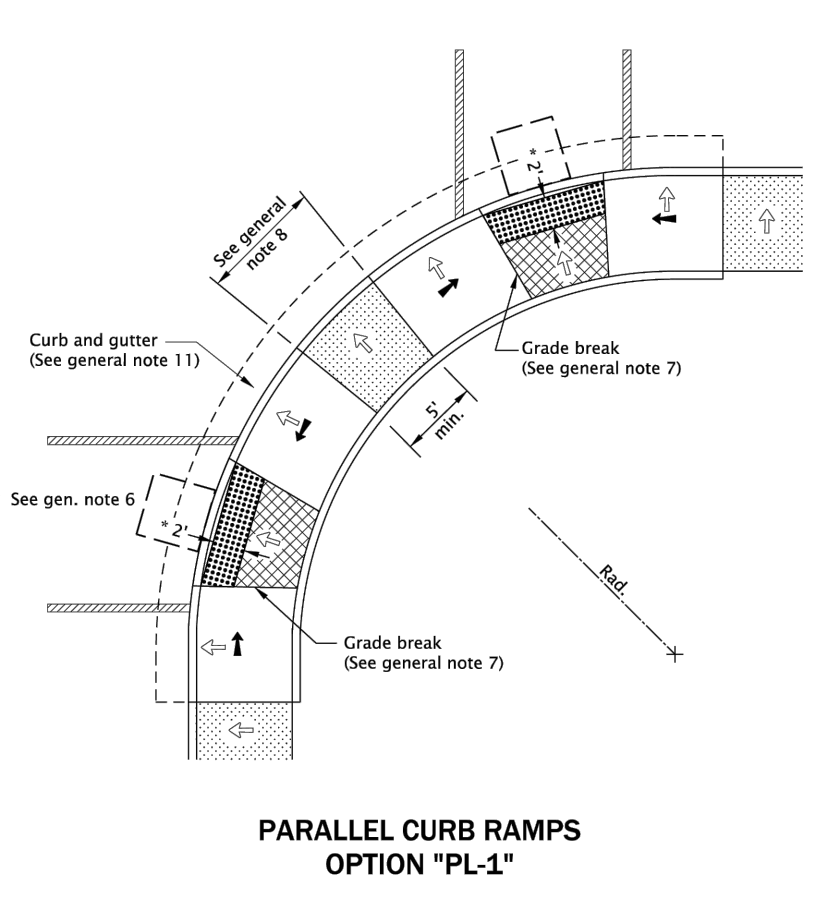 * 2'
See general
note 8
Curb and gutter
(See general note 11)
Grade break
(See general note 7)
5'
min.
See gen. note 6
* 2'
Rad.
Grade break
(See general note 7)
PARALLEL CURB RAMPS
OPTION "PL-1"